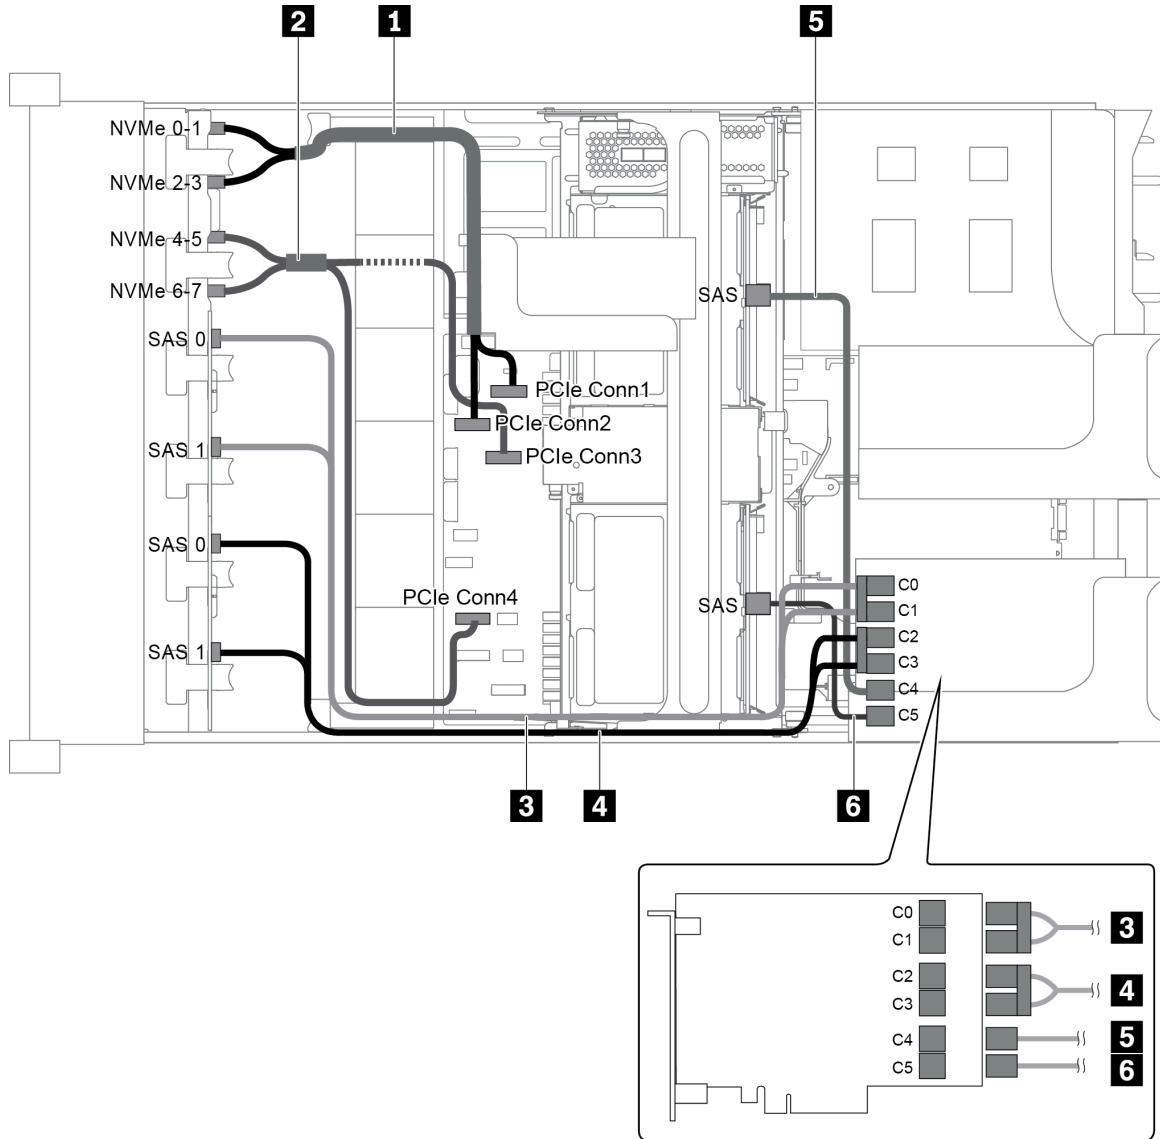 2
1
5
NVMe 0-1
NVMe 2-3
NVMe 4-5
NVMe 6-7
SAS
SAS 0
PCIe Conn1
PCIe Conn2
SAS 1
PCIe Conn3
SAS 0
C0
PCIe Conn4
SAS
C1
C2
SAS 1
C3
C4
C5
3
4
6
C0
C1
3
C2
C3
4
C4
5
C5
6